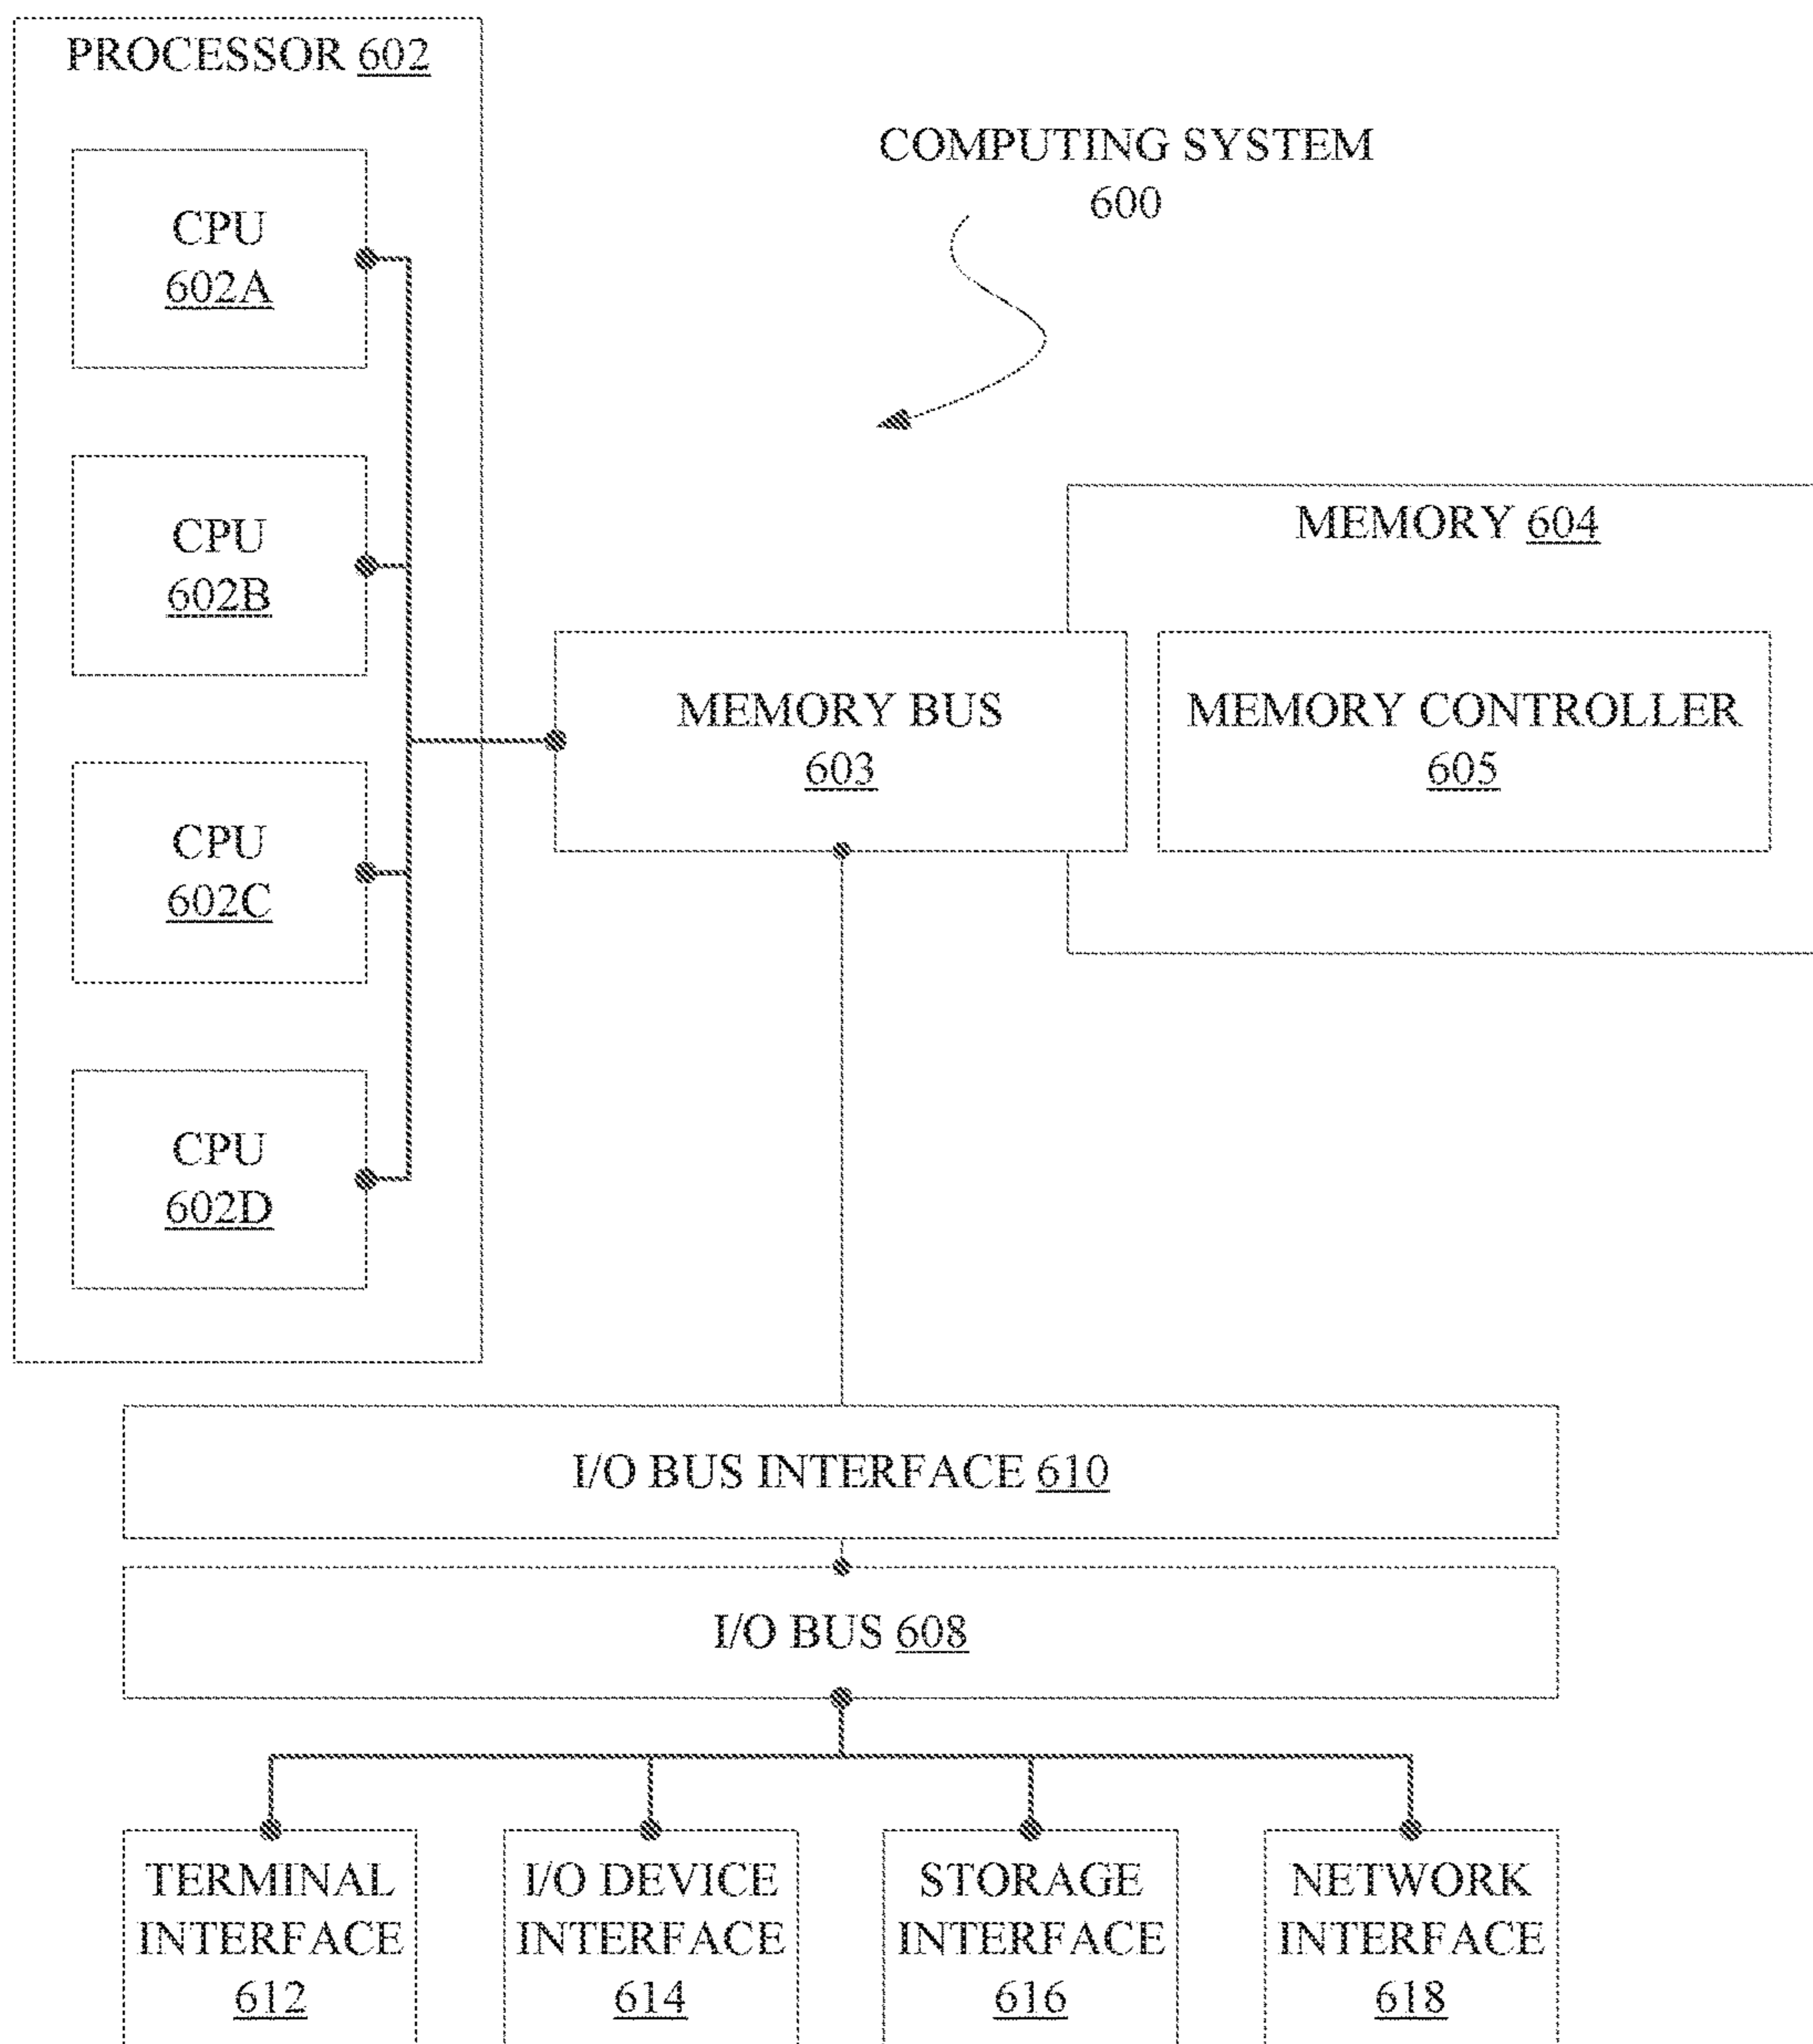 PROCESSOR 602
CPU
602A
CPU
602B
CPU
602C
CPU
602D
COMPUTING SYSTEM
600
MEMORY 604
MEMORY BUS
603
MEMORY CONTROLLER
605
I/O BUS INTERFACE 610
I/O BUS 608
TERMINAL
INTERFACE
612
I/O DEVICE
INTERFACE
614
STORAGE
INTERFACE
616
NETWORK
INTERFACE
618